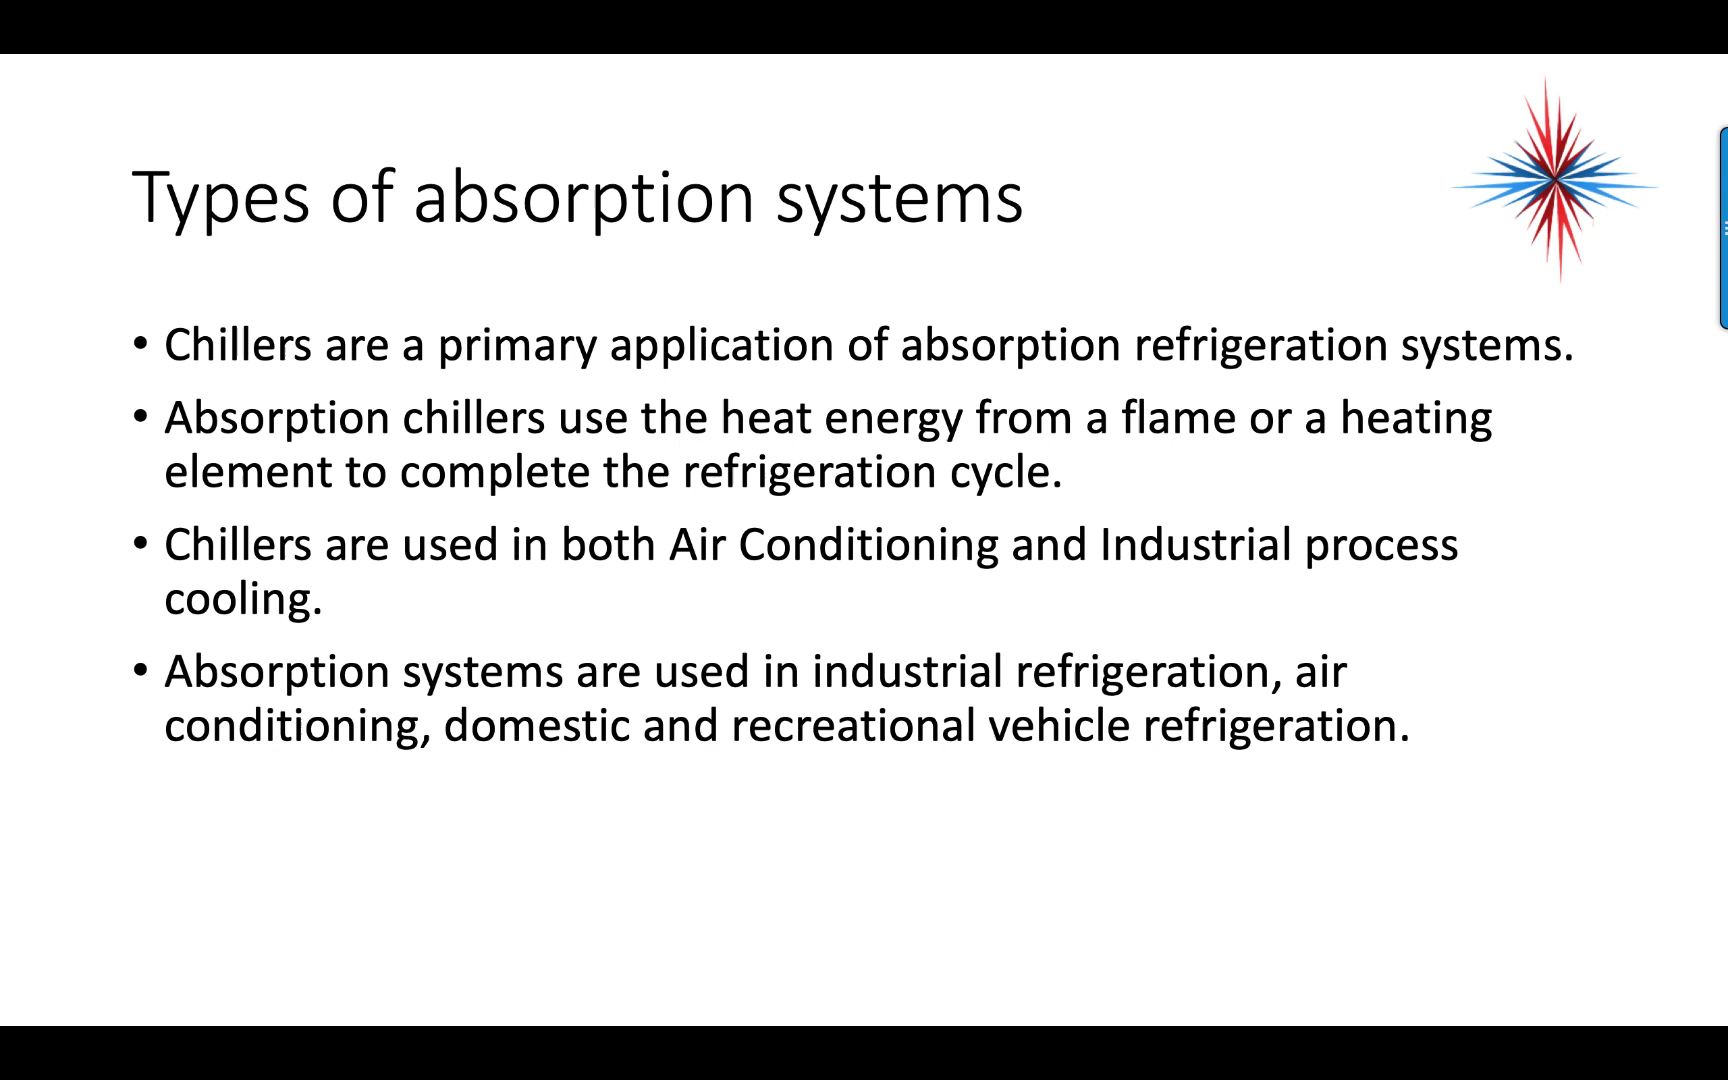 Types of absorption systems
• Chillers are a primary application of absorption refrigeration systems.
• Absorption chillers use the heat energy from a flame or a heating
element to complete the refrigeration cycle.
• Chillers are used in both Air Conditioning and Industrial process
cooling.
• Absorption systems are used in industrial refrigeration, air
conditioning, domestic and recreational vehicle refrigeration.